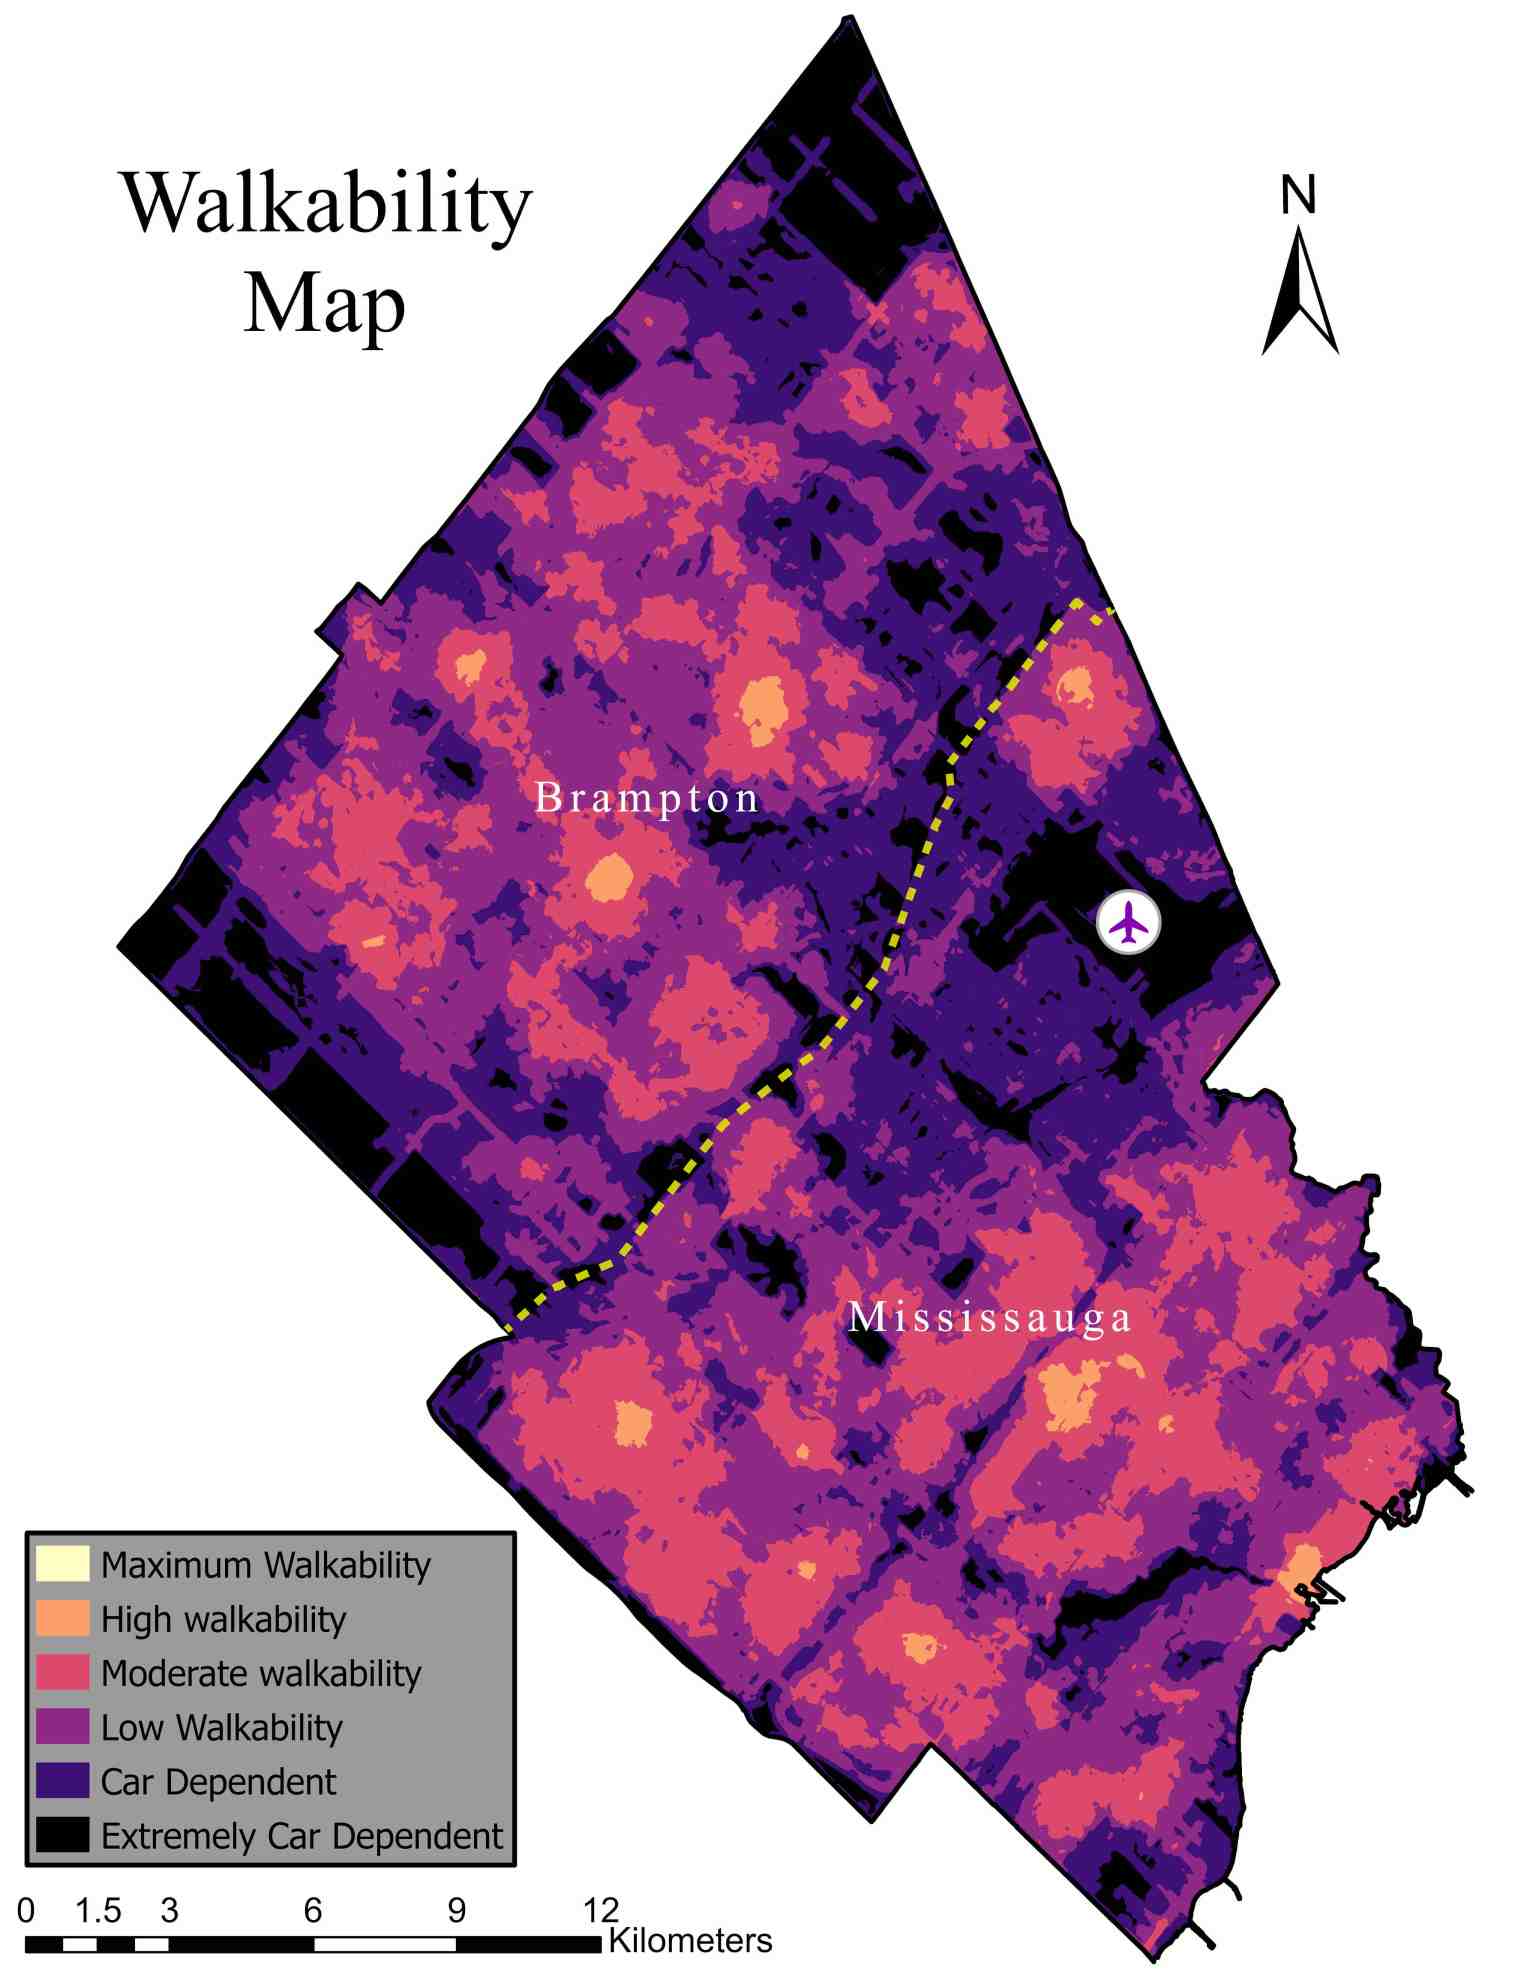 Walkability
Map
N
Brampton
Mississauga
Maximum Walkability
High walkability
Moderate walkability
Low Walkability
Car Dependent
Extremely Car Dependent
0 1.5 3 6 9 12
Kilometers